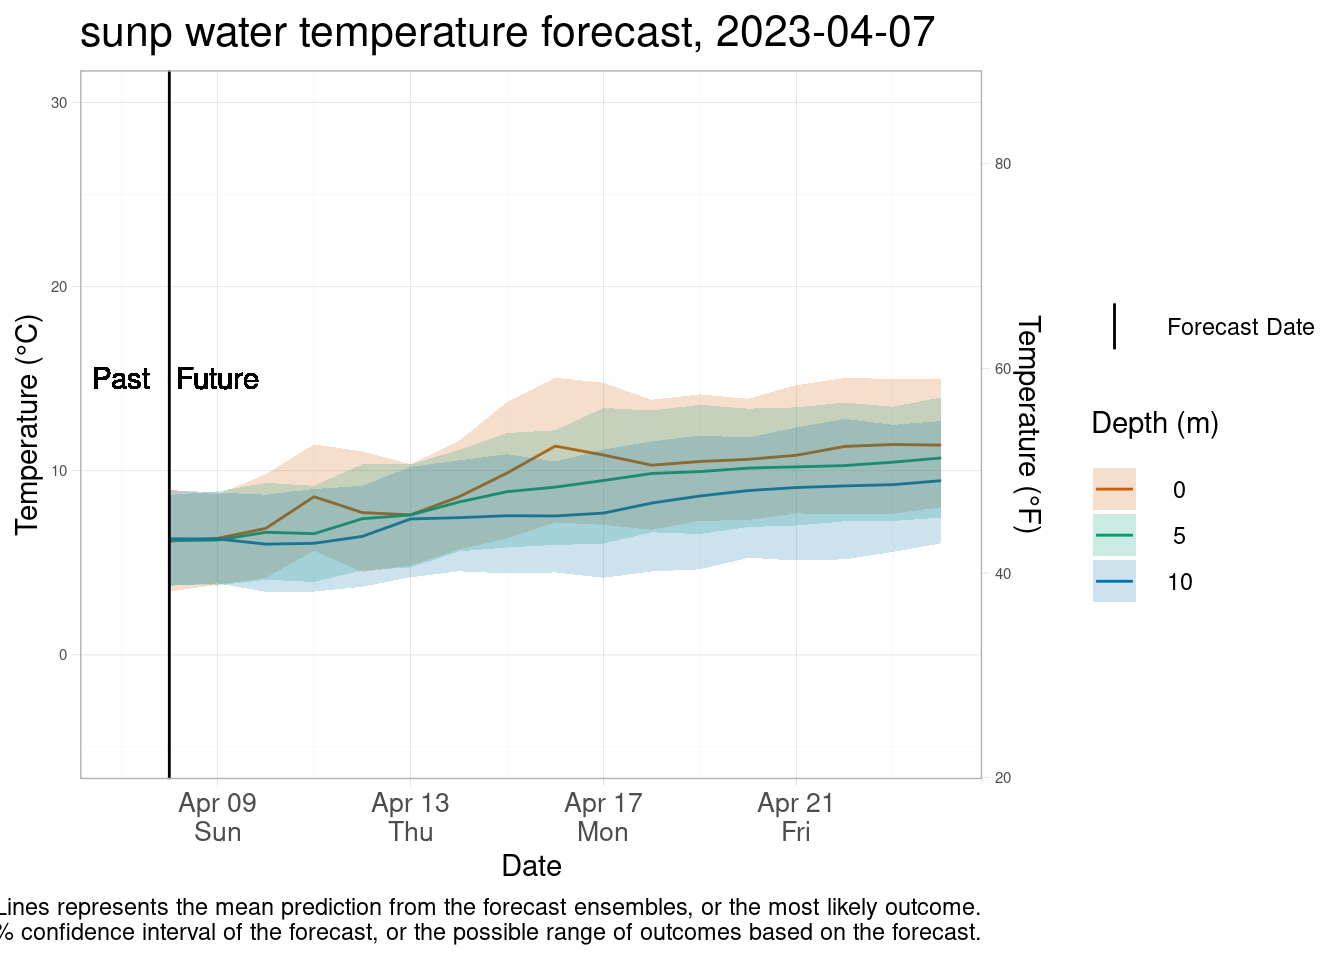 sunp water temperature forecast, 2023-04-07
30
20
10
0
Temperature (°C)
Past
Future
80
60
40
20
Temperature (°F)
Apr 09
Sun
Apr 13
Thu
Apr 17
Mon
Apr 21
Fri
Date
Forecast Date
Depth (m)
0
5
10
Lines represents the mean prediction from the forecast ensembles, or the most likely outcome.
% confidence interval of the forecast, or the possible range of outcomes based on the forecast.